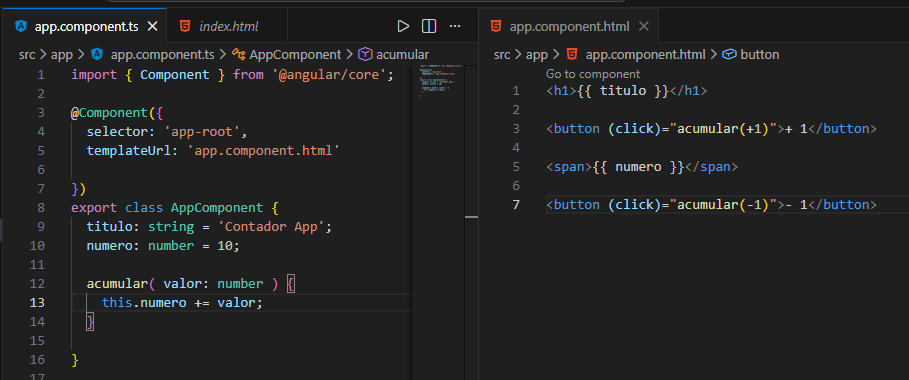 app.component.ts
index.html
src > app > app.component.ts > AppComponent > acumular
1 import { Component } from '@angular/core';
2
3 @Component({
4 selector: 'app-root',
5 templateUrl: 'app.component.html'
6
7 })
8 export class AppComponent {
9 titulo: string = 'Contador App';
10 numero: number = 10;
11
12 acumular( valor: number ) {
13 this.numero += valor;
14 }
15
16 }
17
app.component.html
src > app > app.component.html > button
Go to component
1 <h1>{{ titulo }}</h1>
2
3 <button (click)="acumular(+1)">+ 1</button>
4
5 <span>{{ numero }}</span>
6
7 <button (click)="acumular(-1)">- 1</button>